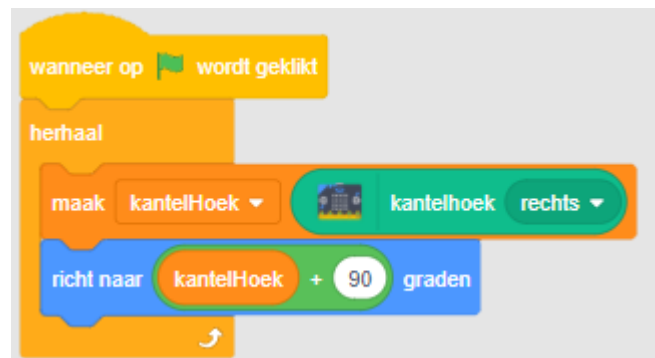 wanneer op wordt geklikt
herhaal
maak kantelHoek kantelhoek rechts
richt naar kantelHoek + 90 graden